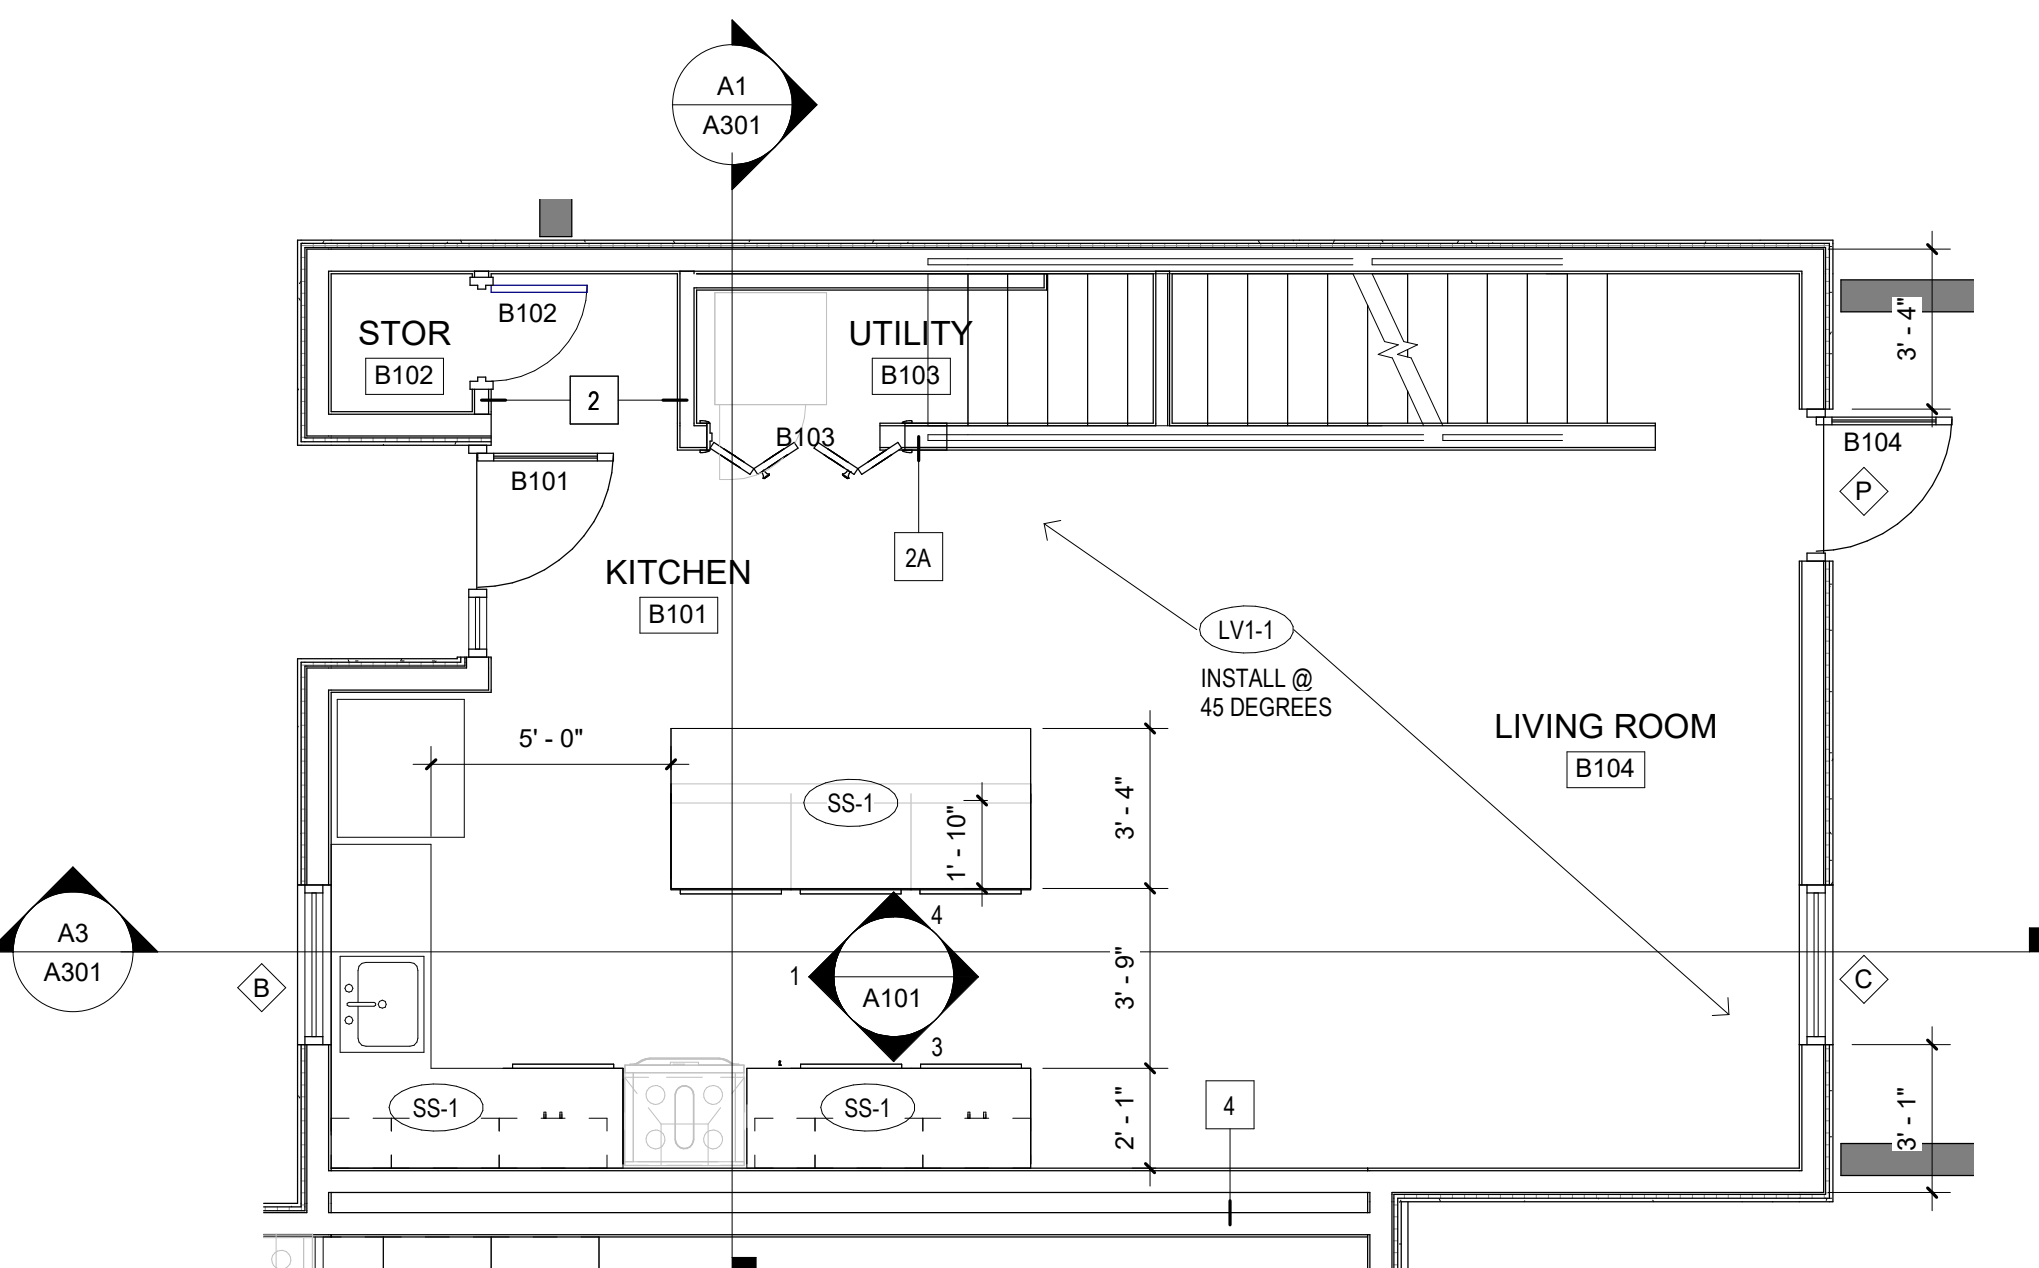 A1
A301
B102
STOR
B102
UTILITY
B103
3' - 4"
2
B103
B104
B101
P
2A
KITCHEN
B101
LV1-1
INSTALL @
45 DEGREES
LIVING ROOM
B104
5' - 0"
SS-1
1' - 10"
3' - 4"
4
A3
A301
B
1
A101
3' - 9"
C
3
SS-1
SS-1
2' - 1"
4
3' - 1"